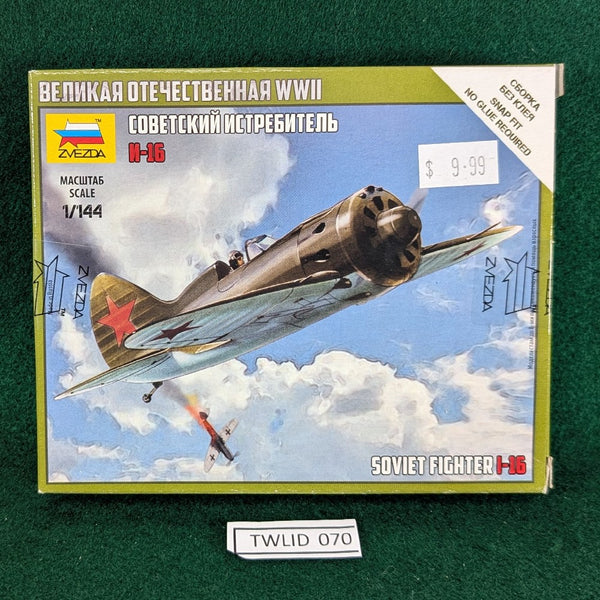 ВЕЛИКАЯ ОТЕЧЕСТВЕННАЯ WWII
СБОРКА
БЕЗ КЛЕЯ
SNAP FIT
NO GLUE REQUIRED
ZVEZDA
™
СОВЕТСКИЙ ИСТРЕБИТЕЛЬ
И-16
$ 9.99
МАСШТАБ
SCALE
1/144
ZVEZDA
ZVEZDA
SOVIET FIGHTER I-16
TWLID 070